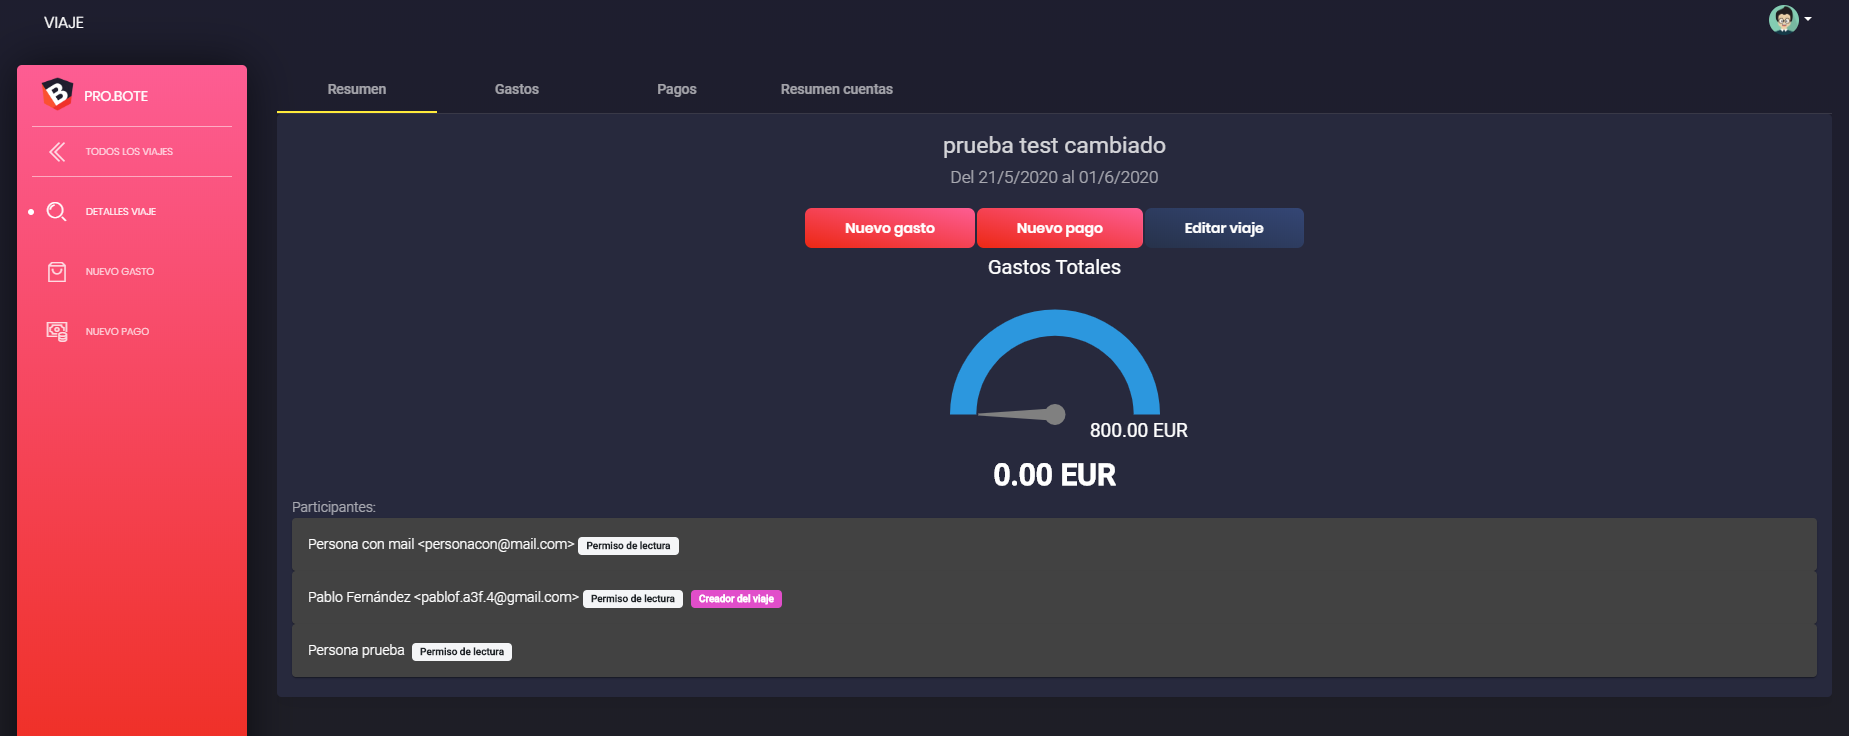 VIAJE
PRO.BOTE
TODOS LOS VIAJES
DETALLES VIAJE
NUEVO GASTO
NUEVO PAGO
Resumen Gastos Pagos Resumen cuentas
prueba test cambiado
Del 21/5/2020 al 01/6/2020
Nuevo gasto Nuevo pago Editar viaje
Gastos Totales
800.00 EUR
0.00 EUR
Participantes:
Persona con mail <personacon@mail.com> Permiso de lectura
Pablo Fernández <pablof.a3f.4@gmail.com> Permiso de lectura Creador del viaje
Persona prueba Permiso de lectura